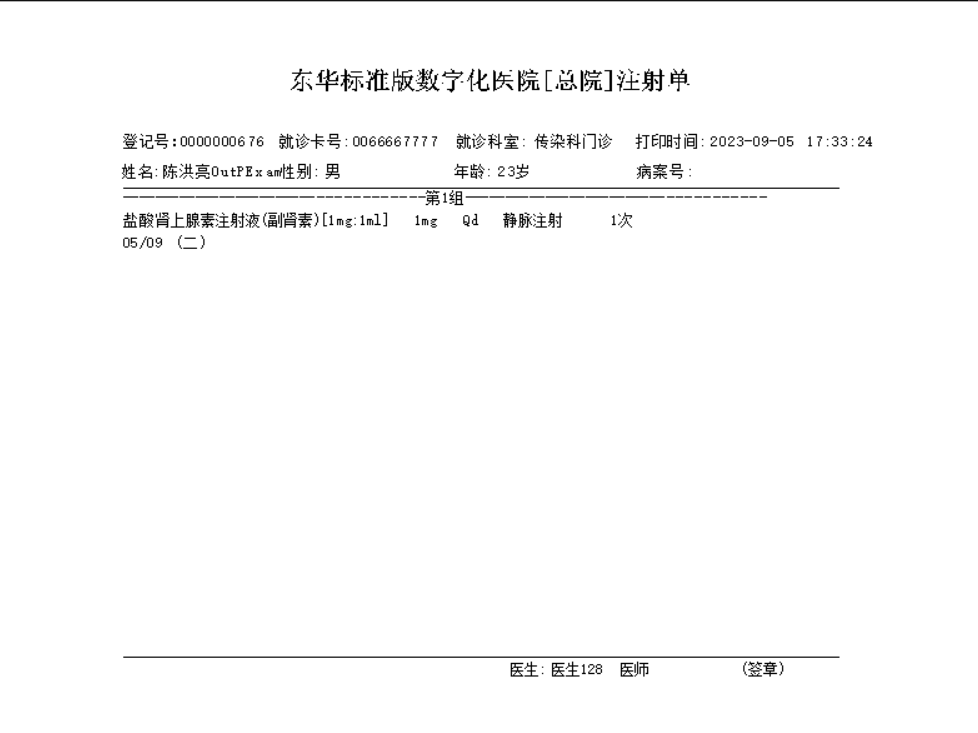 东华标准版数字化医院[总院]注射单
登记号:0000000676 就诊卡号:0066667777 就诊科室: 传染科门诊 打印时间: 2023-09-05 17:33:24
姓名: 陈洪亮OutPExam性别: 男 年龄: 23岁 病案号:
第1组
盐酸肾上腺素注射液(副肾素)[1mg:1ml] 1mg Qd 静脉注射 1次
05/09 (二)
医生: 医生128 医师 (签章)